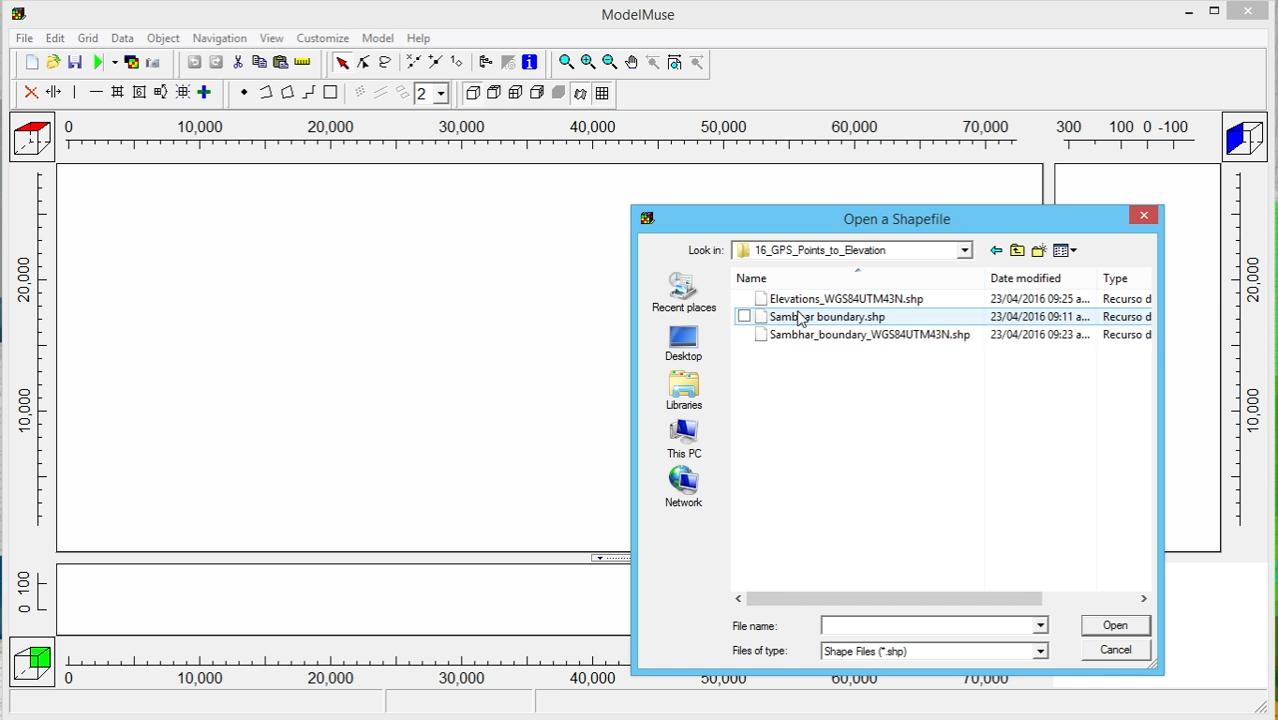 ModelMuse
File Edit Grid Data Object Navigation View Customize Model Help
2
0 10,000 20,000 30,000 40,000 50,000 60,000 70,000
300 100 0 -100
20,000
10,000
20,000
10,000
Open a Shapefile
Look in: 16_GPS_Points_to_Elevation
Name Date modified Type
Elevations_WGS84UTM43N.shp 23/04/2016 09:25 a... Recurso d
Sambhar boundary.shp 23/04/2016 09:11 a... Recurso d
Sambhar_boundary_WGS84UTM43N.shp 23/04/2016 09:23 a... Recurso d
Recent places
Desktop
Libraries
This PC
Network
File name:
Open
Files of type: Shape Files (*.shp)
Cancel
0 100
0 10,000 20,000 30,000 40,000 50,000 60,000 70,000